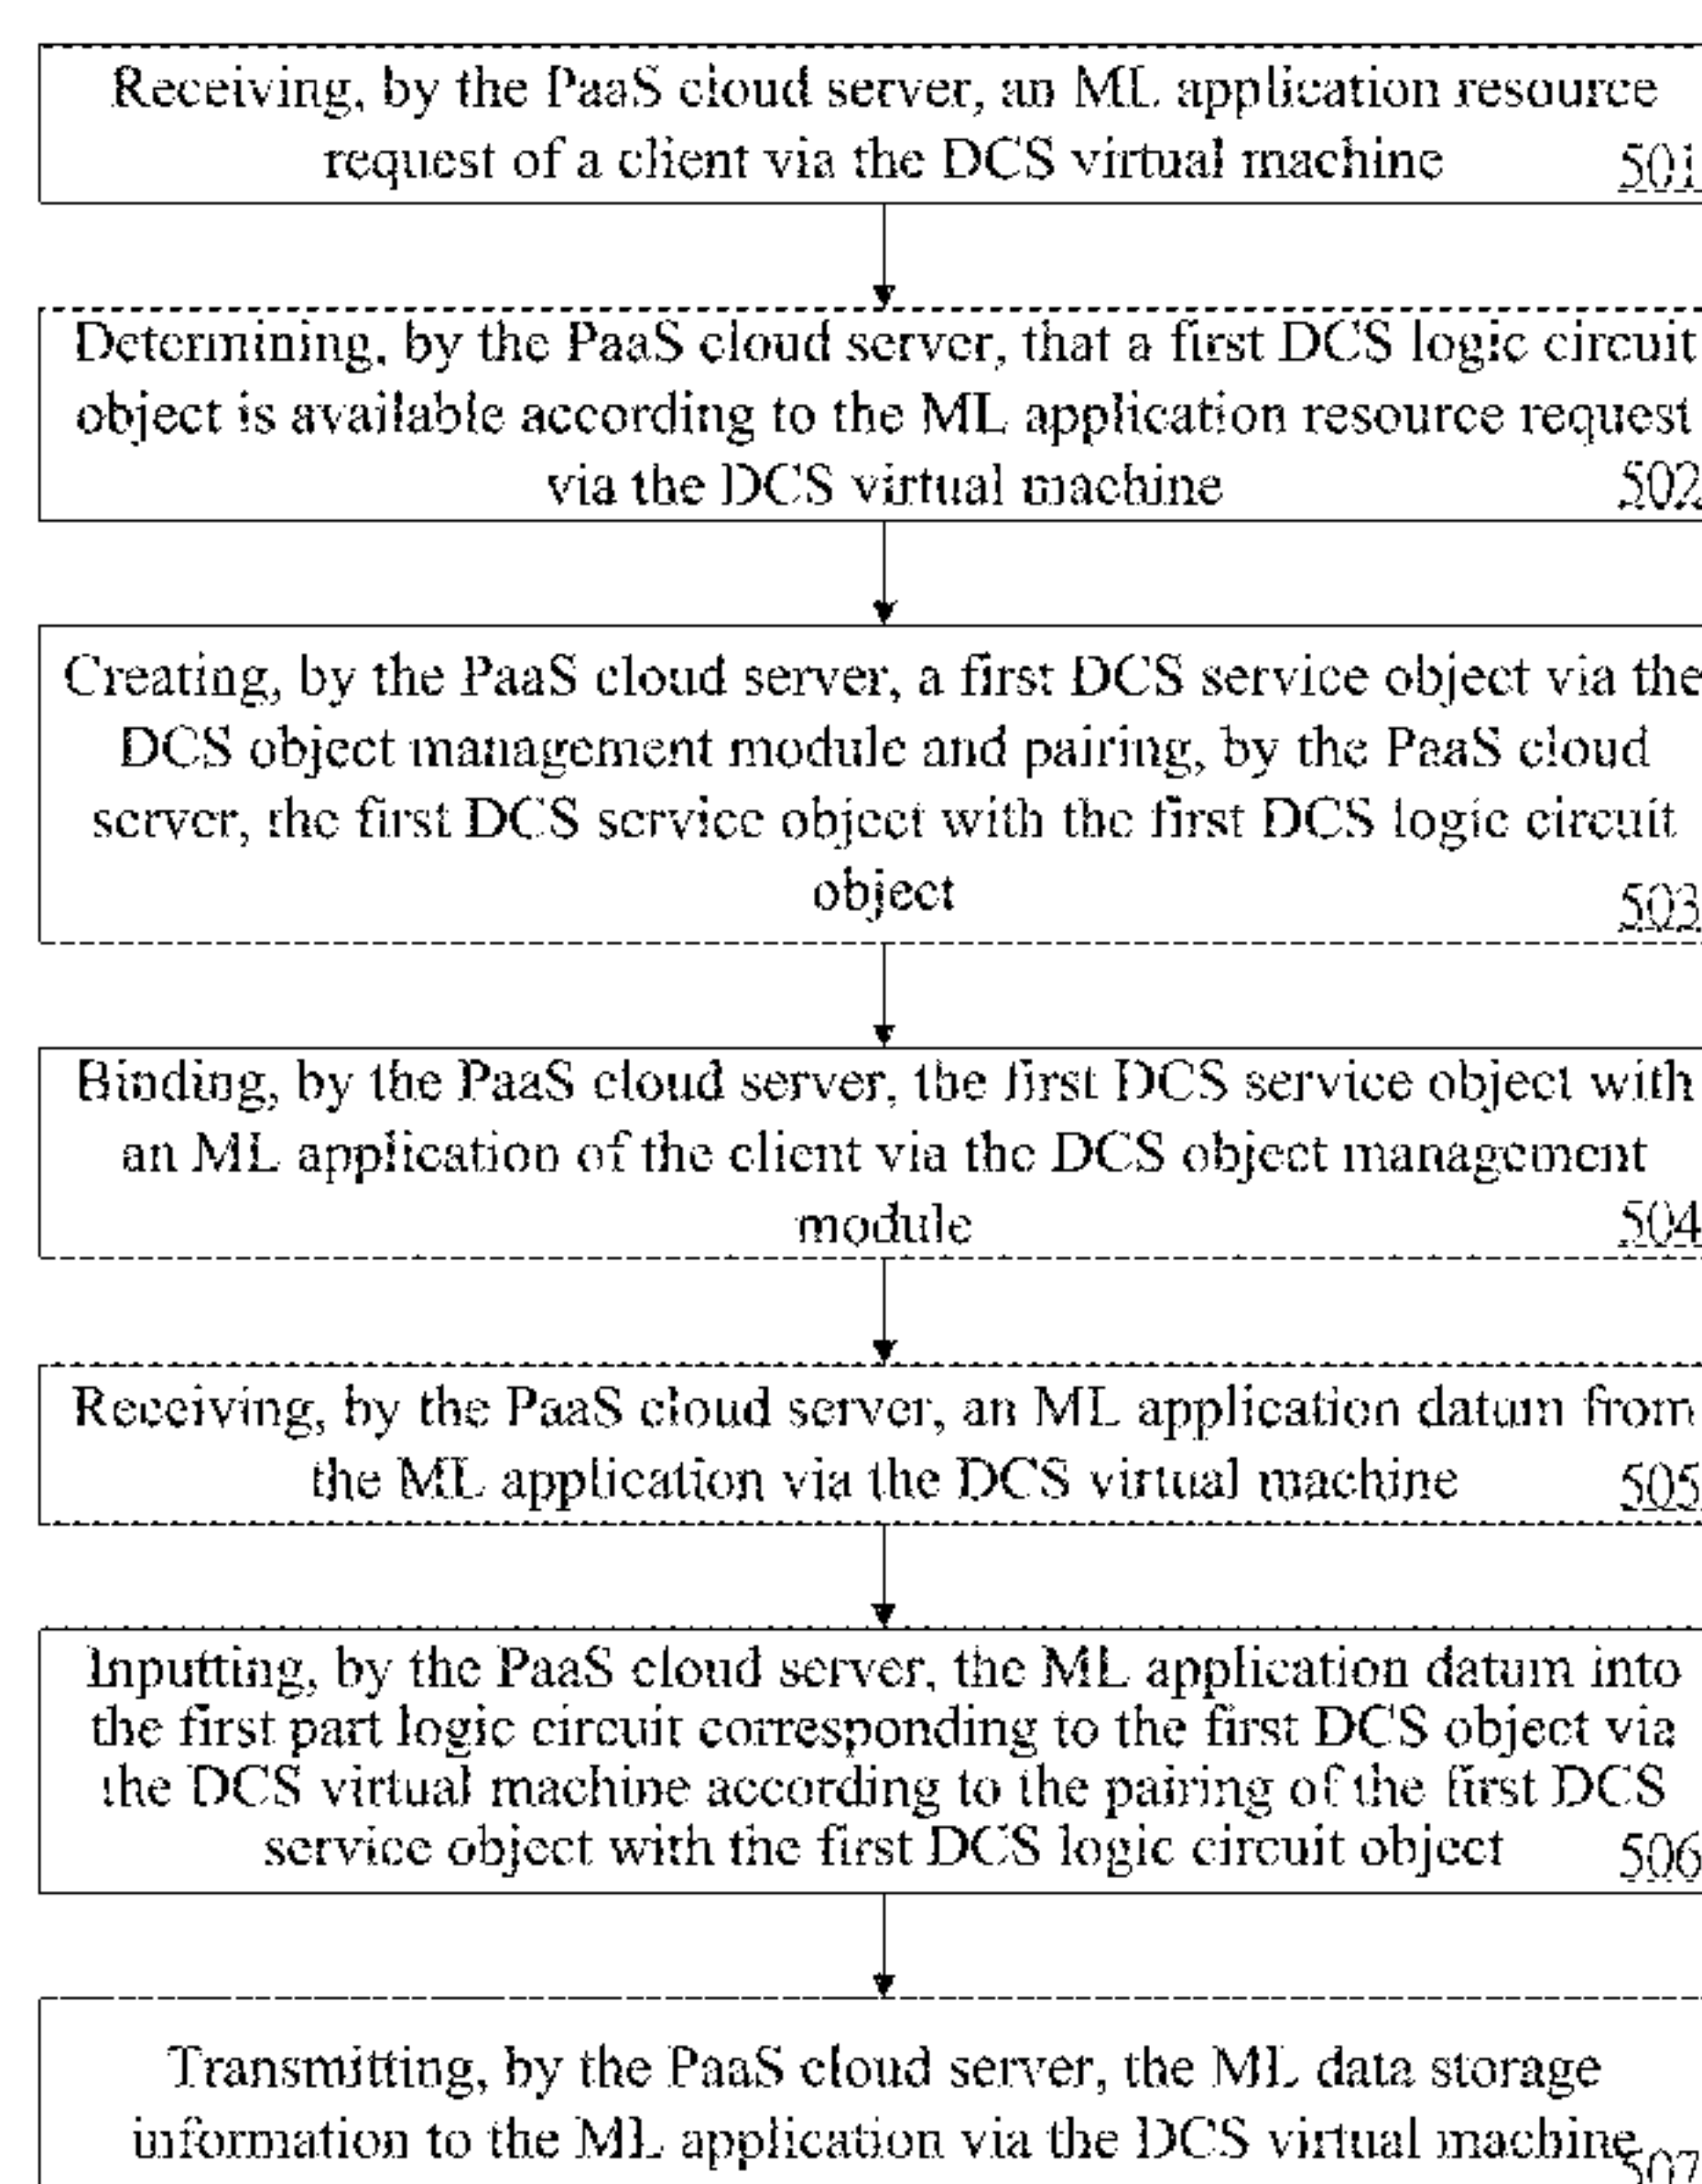 Receiving, by the PaaS cloud server, an ML application resource
request of a client via the DCS virtual machine
501
Determining, by the PaaS cloud server, that a first DCS logic circuit
object is available according to the ML application resource request
via the DCS virtual machine
502
Creating, by the PaaS cloud server, a first DCS service object via the
DCS object management module and pairing, by the PaaS cloud
server, the first DCS service object with the first DCS logic circuit
object
503
Binding, by the PaaS cloud server, the first DCS service object with
an ML application of the client via the DCS object management
module
504
Receiving, by the PaaS cloud server, an ML application datum from
the ML application via the DCS virtual machine
505
Inputting, by the PaaS cloud server, the ML application datum into
the first part logic circuit corresponding to the first DCS object via
the DCS virtual machine according to the pairing of the first DCS
service object with the first DCS logic circuit object
506
Transmitting, by the PaaS cloud server, the ML data storage
information to the ML application via the DCS virtual machine
507